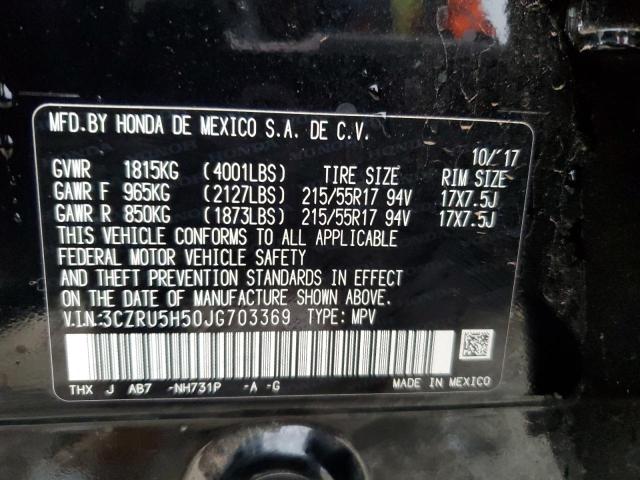 MFD.BY HONDA DE MEXICO S.A. DE C.V.
10/'17
GVWR 1815KG (4001LBS) TIRE SIZE RIM SIZE
GAWR F 965KG (2127LBS) 215/55R17 94V 17X7.5J
GAWR R 850KG (1873LBS) 215/55R17 94V 17X7.5J
THIS VEHICLE CONFORMS TO ALL APPLICABLE
FEDERAL MOTOR VEHICLE SAFETY
AND THEFT PREVENTION STANDARDS IN EFFECT
ON DATE OF MANUFACTURE SHOWN ABOVE.
V.I.N:3CZRU5H50JG703369 TYPE: MPV
THX J AB7 -NH731P -A -G
MADE IN MEXICO